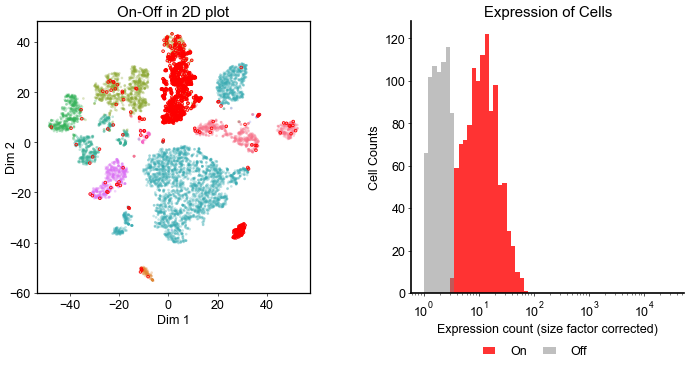 On-Off in 2D plot
Dim 2
40
20
0
−20
−40
−60
−40
−20
0
20
40
Dim 1
Expression of Cells
Cell Counts
120
100
80
60
40
20
0
10^0
10^1
10^2
10^3
10^4
Expression count (size factor corrected)
On
Off